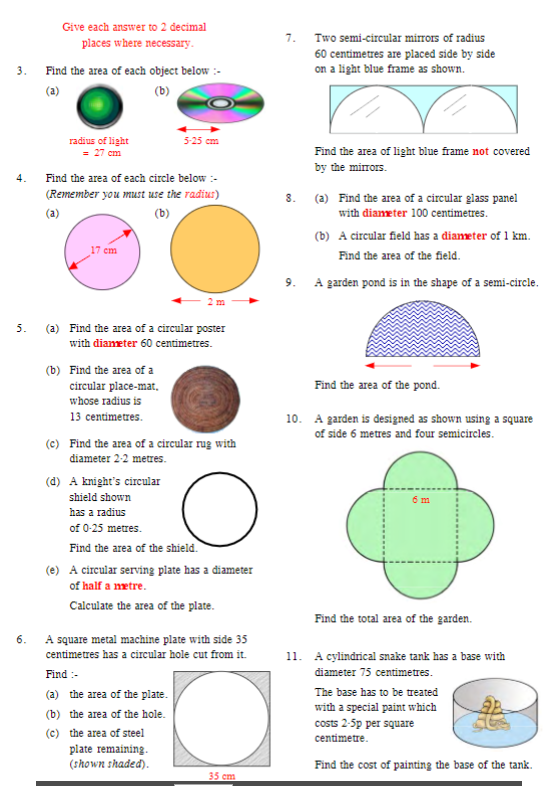 Give each answer to 2 decimal
places where necessary.
3. Find the area of each object below :-
(a) (b)
radius of light
= 27 cm
5·25 cm
4. Find the area of each circle below :-
(Remember you must use the radius)
(a) (b)
17 cm
2 m
5. (a) Find the area of a circular poster
with diameter 60 centimetres.
(b) Find the area of a
circular place-mat,
whose radius is
13 centimetres.
(c) Find the area of a circular rug with
diameter 2·2 metres.
(d) A knight's circular
shield shown
has a radius
of 0·25 metres.
Find the area of the shield.
(e) A circular serving plate has a diameter
of half a metre.
Calculate the area of the plate.
6. A square metal machine plate with side 35
centimetres has a circular hole cut from it.
Find :-
(a) the area of the plate.
(b) the area of the hole.
(c) the area of steel
plate remaining.
(shown shaded).
35 cm
7. Two semi-circular mirrors of radius
60 centimetres are placed side by side
on a light blue frame as shown.
Find the area of light blue frame not covered
by the mirrors.
8. (a) Find the area of a circular glass panel
with diameter 100 centimetres.
(b) A circular field has a diameter of 1 km.
Find the area of the field.
9. A garden pond is in the shape of a semi-circle.
Find the area of the pond.
10. A garden is designed as shown using a square
of side 6 metres and four semicircles.
6 m
Find the total area of the garden.
11. A cylindrical snake tank has a base with
diameter 75 centimetres.
The base has to be treated
with a special paint which
costs 2·5p per square
centimetre.
Find the cost of painting the base of the tank.